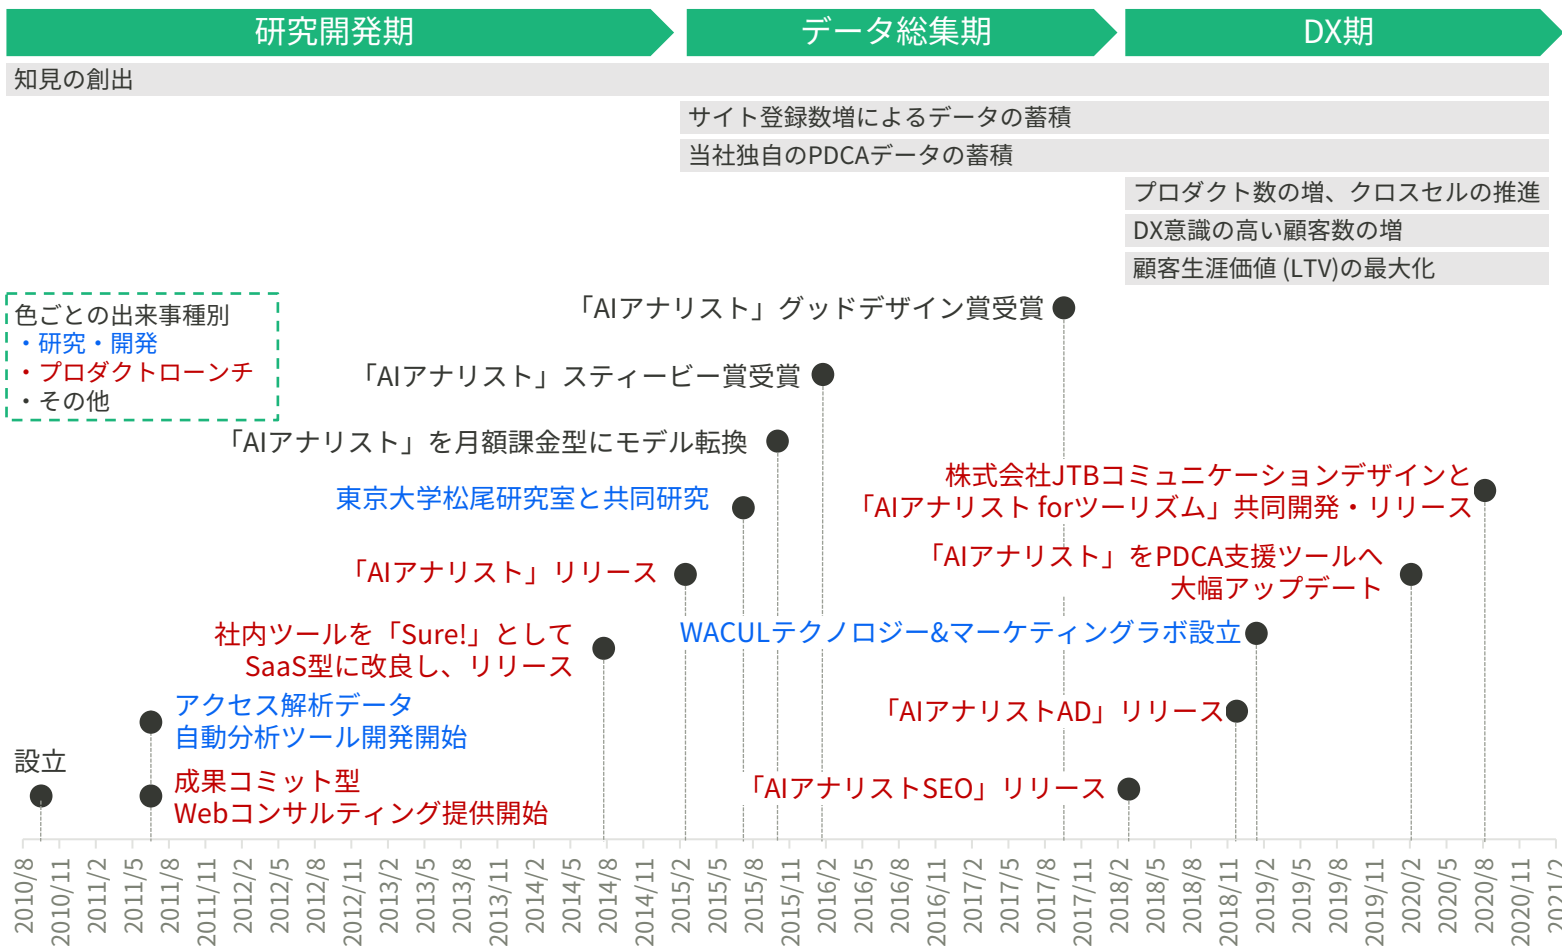 研究開発期
データ総集期
DX期
知見の創出
サイト登録数増によるデータの蓄積
当社独自のPDCAデータの蓄積
プロダクト数の増、クロスセルの推進
DX意識の高い顧客数の増
顧客生涯価値 (LTV)の最大化
色ごとの出来事種別
・研究・開発
・プロダクトローンチ
・その他
「AIアナリスト」グッドデザイン賞受賞
「AIアナリスト」スティービー賞受賞
「AIアナリスト」を月額課金型にモデル転換
株式会社JTBコミュニケーションデザインと
「AIアナリスト forツーリズム」共同開発・リリース
東京大学松尾研究室と共同研究
「AIアナリスト」リリース
「AIアナリスト」をPDCA支援ツールへ
大幅アップデート
社内ツールを「Sure!」として
SaaS型に改良し、リリース
WACULテクノロジー&マーケティングラボ設立
アクセス解析データ
自動分析ツール開発開始
「AIアナリストAD」リリース
設立
成果コミット型
Webコンサルティング提供開始
「AIアナリストSEO」リリース
2010/8
2010/11
2011/2
2011/5
2011/8
2011/11
2012/2
2012/5
2012/8
2012/11
2013/2
2013/5
2013/8
2013/11
2014/2
2014/5
2014/8
2014/11
2015/2
2015/5
2015/8
2015/11
2016/2
2016/5
2016/8
2016/11
2017/2
2017/5
2017/8
2017/11
2018/2
2018/5
2018/8
2018/11
2019/2
2019/5
2019/8
2019/11
2020/2
2020/5
2020/8
2020/11
2021/2